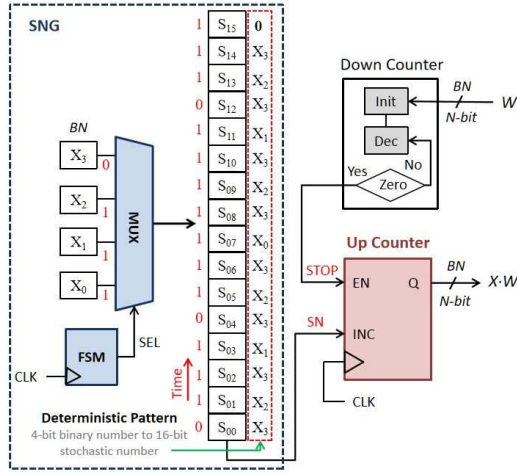 SNG
BN
X₃ 0
X₂ 1
X₁ 1
X₀ 1
MUX
FSM
SEL
CLK
Time
1 S₁₅ 0
1 S₁₄ X₃
1 S₁₃ X₂
0 S₁₂ X₃
1 S₁₁ X₁
1 S₁₀ X₃
1 S₀₉ X₂
1 S₀₈ X₃
1 S₀₇ X₀
1 S₀₆ X₃
1 S₀₅ X₂
0 S₀₄ X₃
1 S₀₃ X₁
1 S₀₂ X₃
1 S₀₁ X₂
0 S₀₀ X₃
Deterministic Pattern
4-bit binary number to 16-bit
stochastic number
Down Counter
Init
BN
N-bit
W
Dec
Yes
No
Zero
Up Counter
STOP
EN
Q
BN
N-bit
X·W
SN
INC
CLK